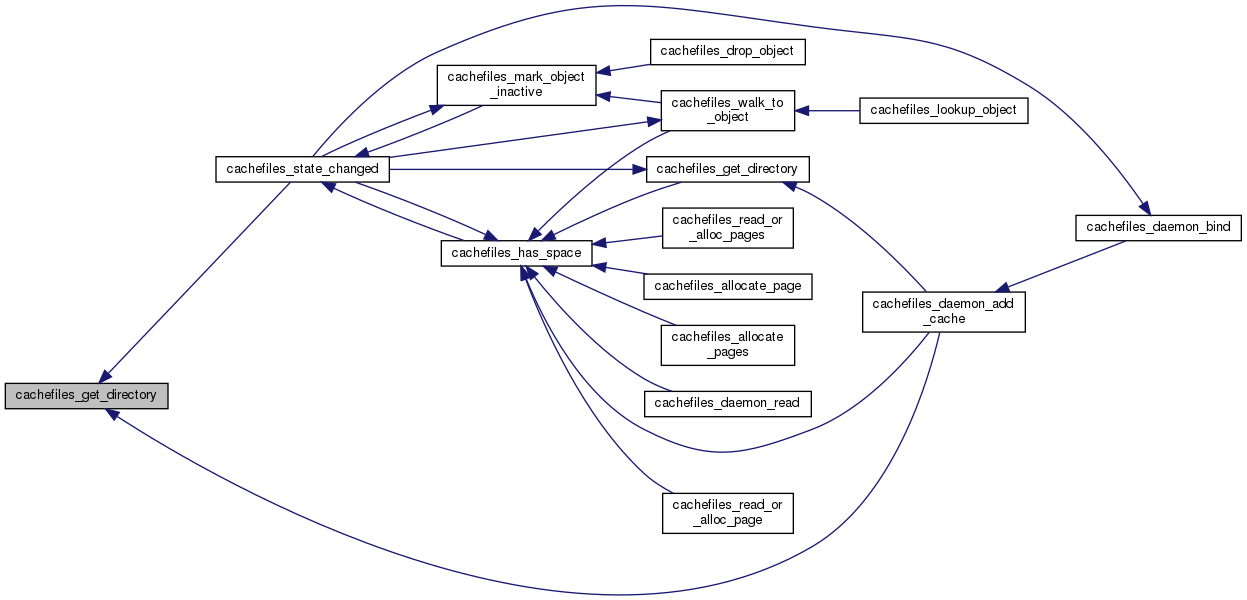 cachefiles_drop_object
cachefiles_mark_object
_inactive
cachefiles_walk_to
_object
cachefiles_lookup_object
cachefiles_state_changed
cachefiles_get_directory
cachefiles_read_or
_alloc_pages
cachefiles_daemon_bind
cachefiles_has_space
cachefiles_allocate_page
cachefiles_daemon_add
_cache
cachefiles_allocate
_pages
cachefiles_get_directory
cachefiles_daemon_read
cachefiles_read_or
_alloc_page